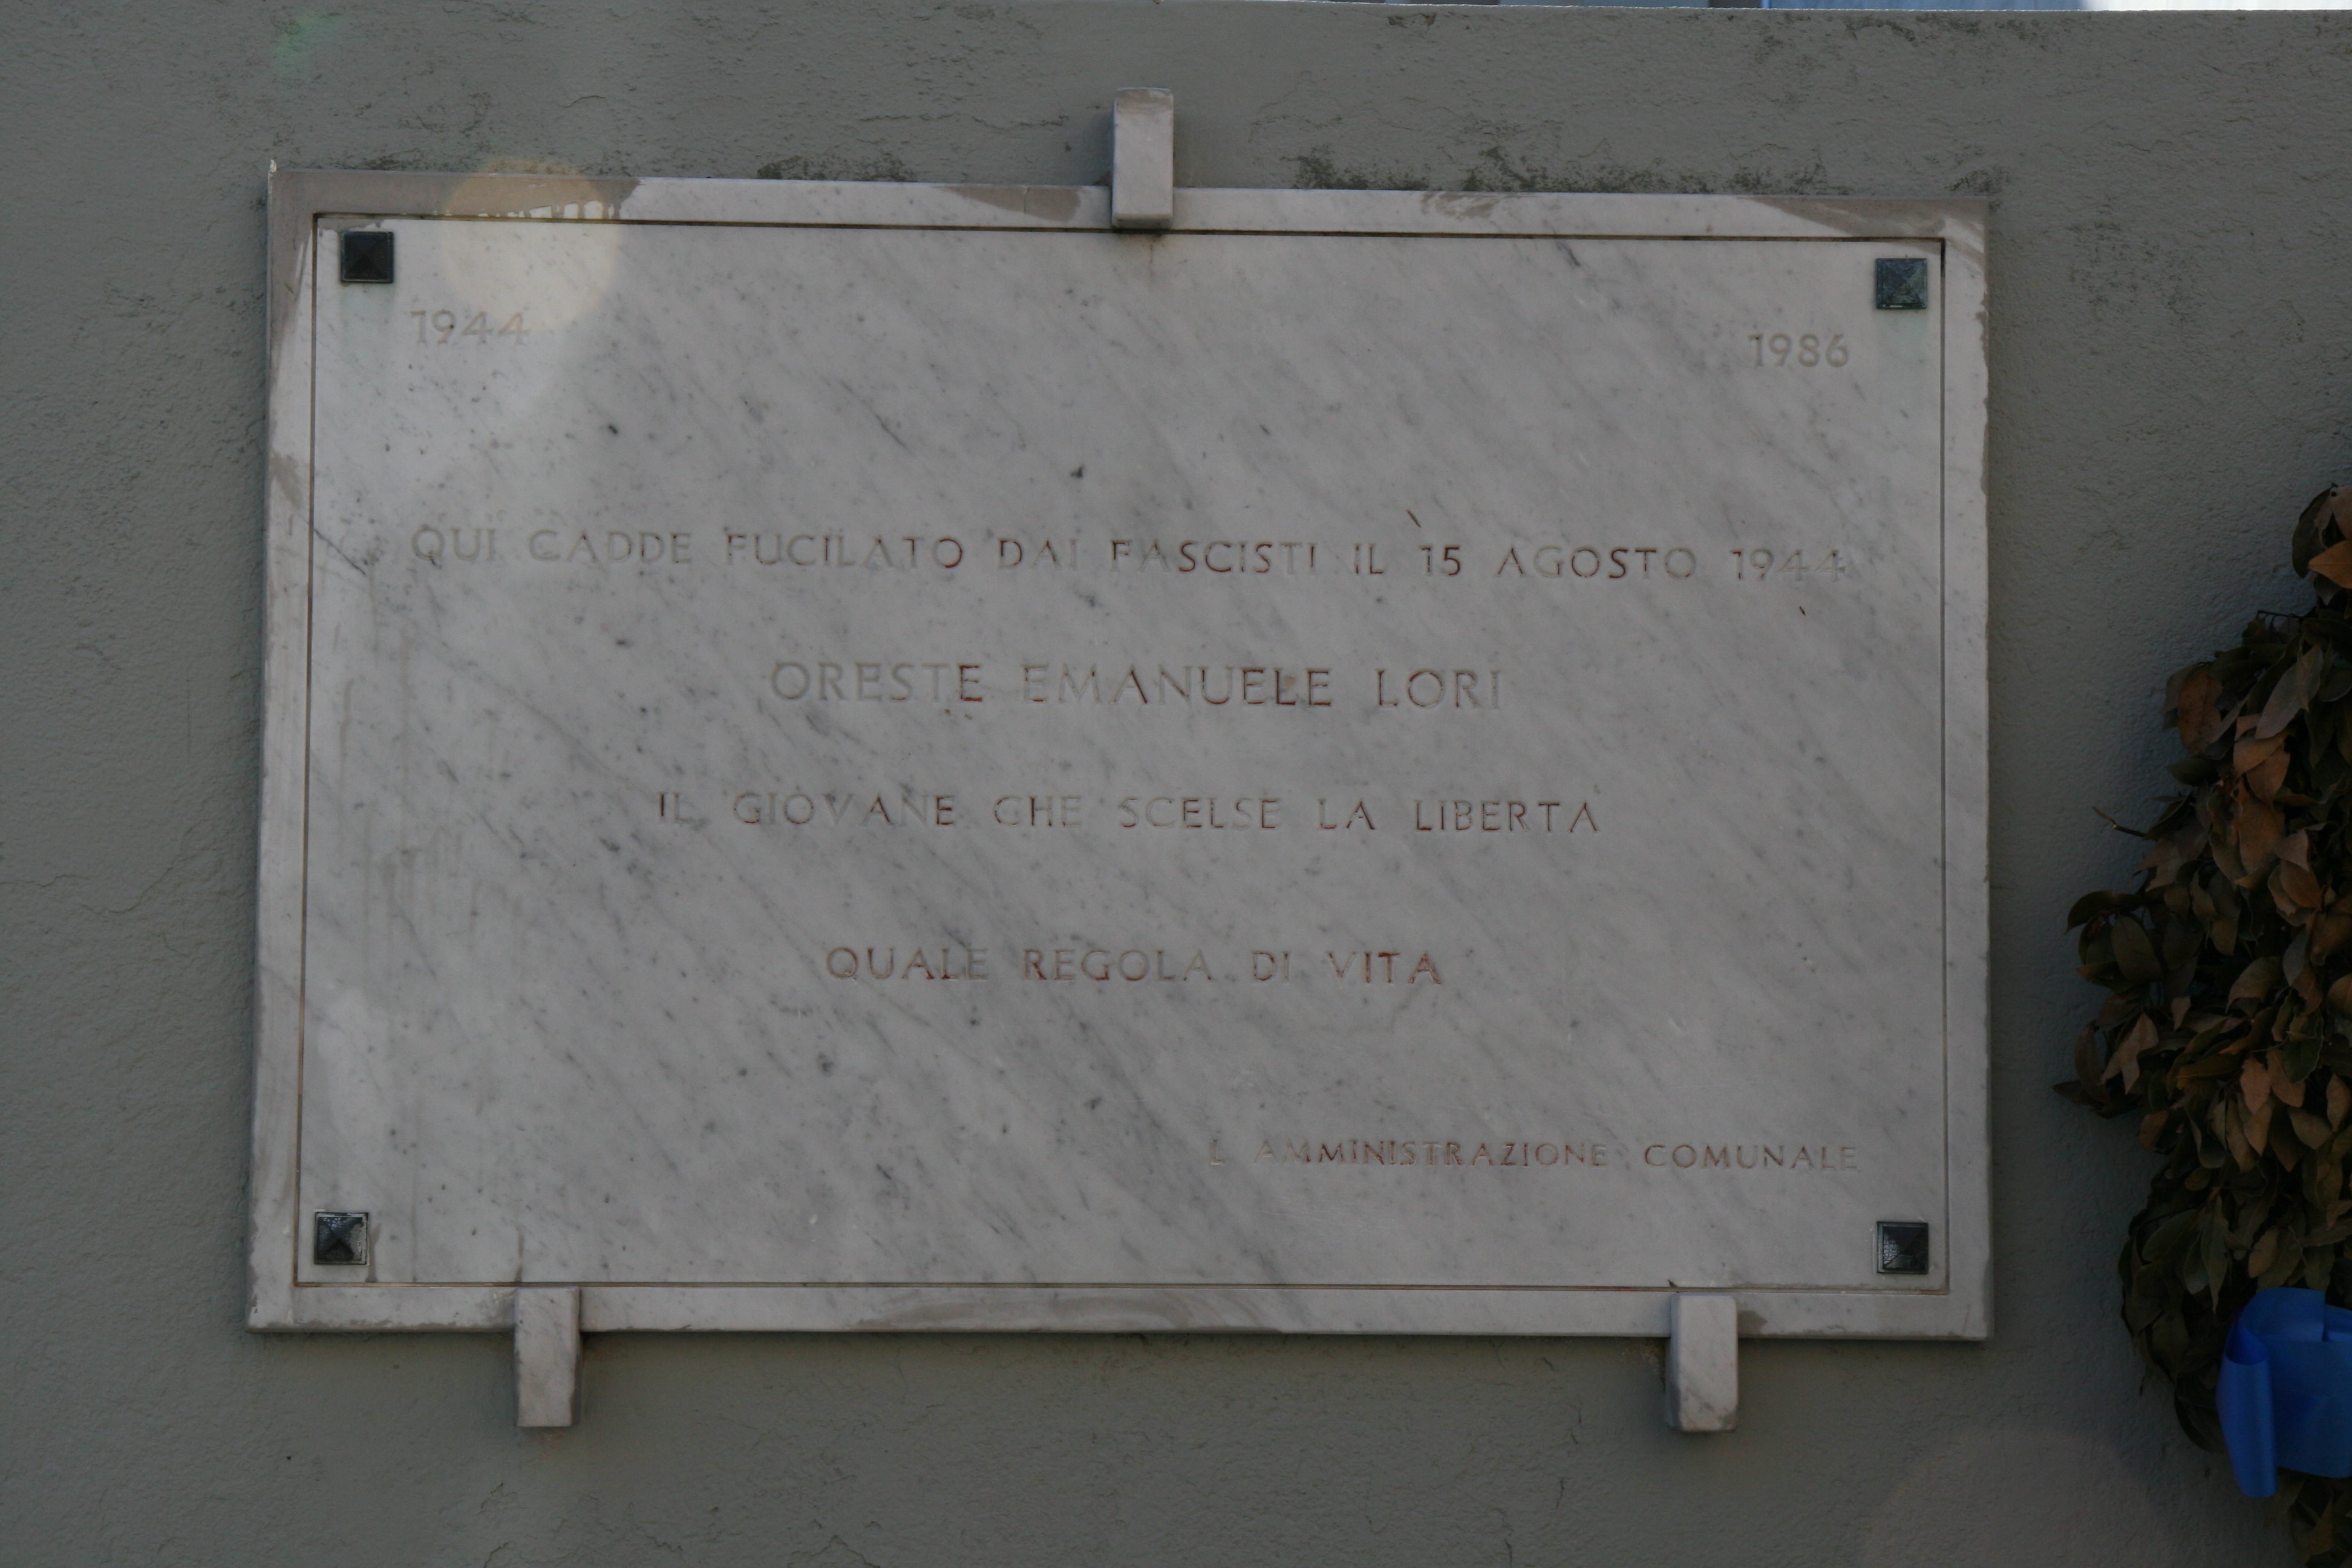 1944 1986
QUI CADDE FUCILATO DAI FASCISTI IL 15 AGOSTO 1944
ORESTE EMANUELE LORI
IL GIOVANE CHE SCELSE LA LIBERTA
QUALE REGOLA DI VITA
L AMMINISTRAZIONE COMUNALE